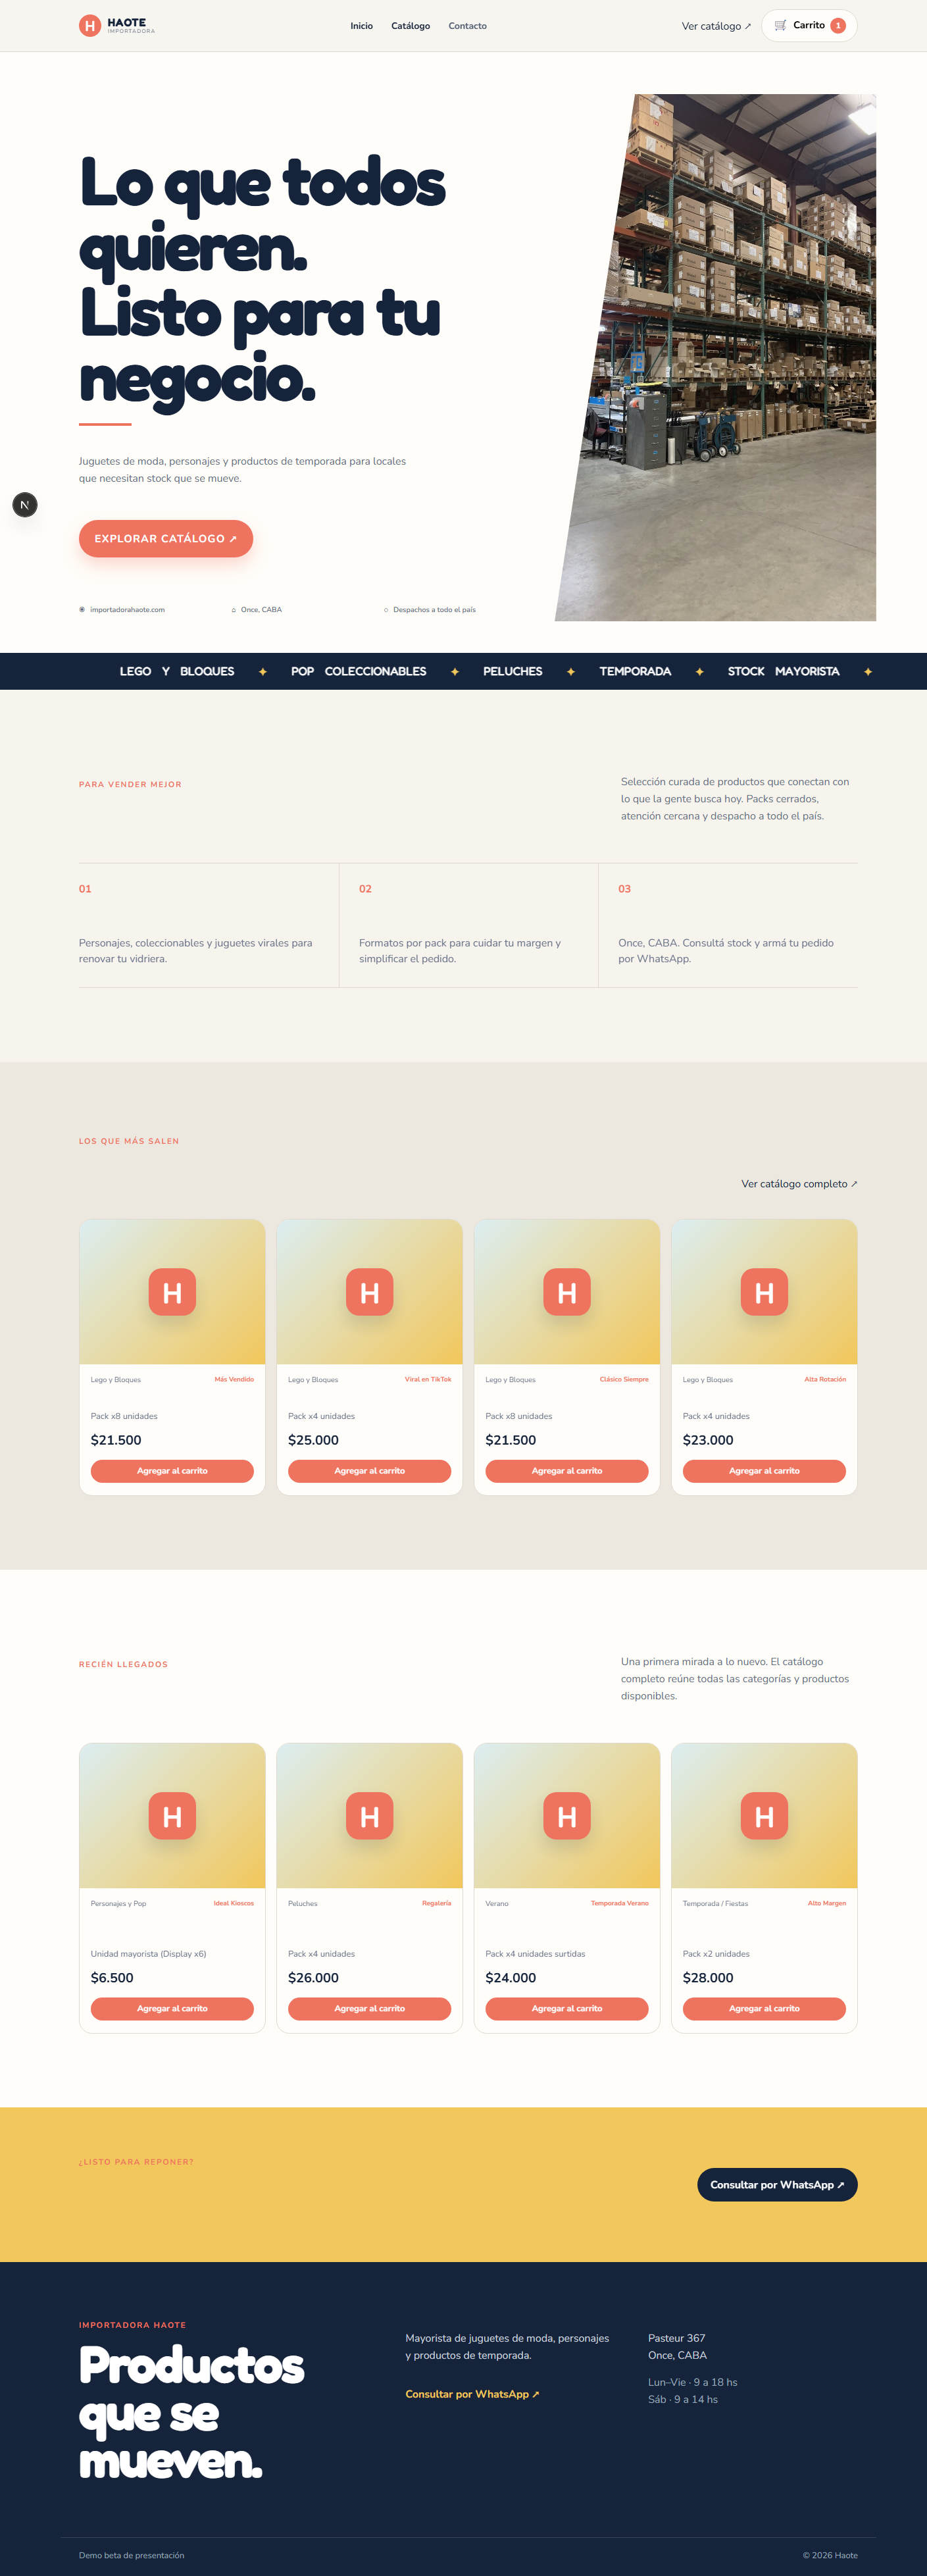 H HAOTE
IMPORTADORA
Inicio Catálogo Contacto
Ver catálogo ↗
🛒 Carrito 1
Lo que todos
quieren.
Listo para tu
negocio.
Juguetes de moda, personajes y productos de temporada para locales
que necesitan stock que se mueve.
EXPLORAR CATÁLOGO ↗
N
importadorahaote.com
Once, CABA
Despachos a todo el país
LEGO Y BLOQUES ✦ POP COLECCIONABLES ✦ PELUCHES ✦ TEMPORADA ✦ STOCK MAYORISTA ✦
PARA VENDER MEJOR
Selección curada de productos que conectan con
lo que la gente busca hoy. Packs cerrados,
atención cercana y despacho a todo el país.
01
Personajes, coleccionables y juguetes virales para
renovar tu vidriera.
02
Formatos por pack para cuidar tu margen y
simplificar el pedido.
03
Once, CABA. Consultá stock y armá tu pedido
por WhatsApp.
LOS QUE MÁS SALEN
Ver catálogo completo ↗
H
Lego y Bloques Más Vendido
Pack x8 unidades
$21.500
Agregar al carrito
H
Lego y Bloques Viral en TikTok
Pack x4 unidades
$25.000
Agregar al carrito
H
Lego y Bloques Clásico Siempre
Pack x8 unidades
$21.500
Agregar al carrito
H
Lego y Bloques Alta Rotación
Pack x4 unidades
$23.000
Agregar al carrito
RECIÉN LLEGADOS
Una primera mirada a lo nuevo. El catálogo
completo reúne todas las categorías y productos
disponibles.
H
Personajes y Pop Ideal Kioscos
Unidad mayorista (Display x6)
$6.500
Agregar al carrito
H
Peluches Regalería
Pack x4 unidades
$26.000
Agregar al carrito
H
Verano Temporada Verano
Pack x4 unidades surtidas
$24.000
Agregar al carrito
H
Temporada / Fiestas Alto Margen
Pack x2 unidades
$28.000
Agregar al carrito
¿LISTO PARA REPONER?
Consultar por WhatsApp ↗
IMPORTADORA HAOTE
Productos
que se
mueven.
Mayorista de juguetes de moda, personajes
y productos de temporada.
Consultar por WhatsApp ↗
Pasteur 367
Once, CABA
Lun–Vie · 9 a 18 hs
Sáb · 9 a 14 hs
Demo beta de presentación
© 2026 Haote